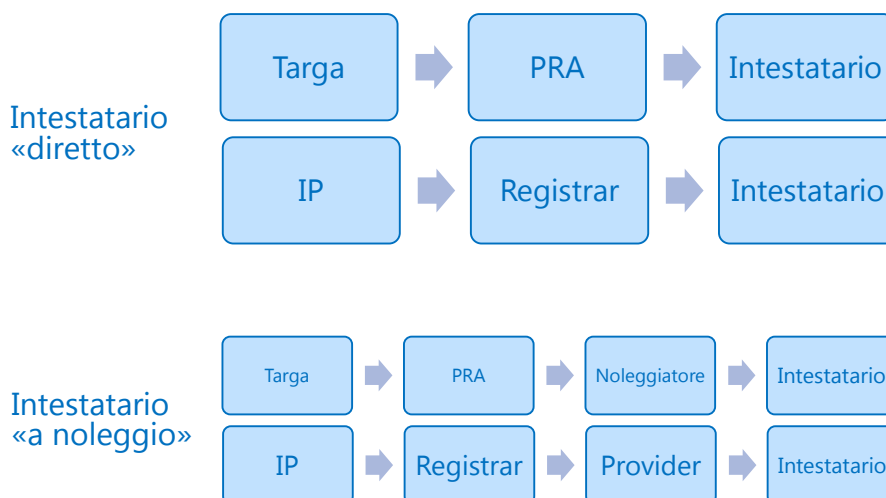 Intestatario
«diretto»
Targa
PRA
Intestatario
IP
Registrar
Intestatario
Intestatario
«a noleggio»
Targa
PRA
Noleggiatore
Intestatario
IP
Registrar
Provider
Intestatario